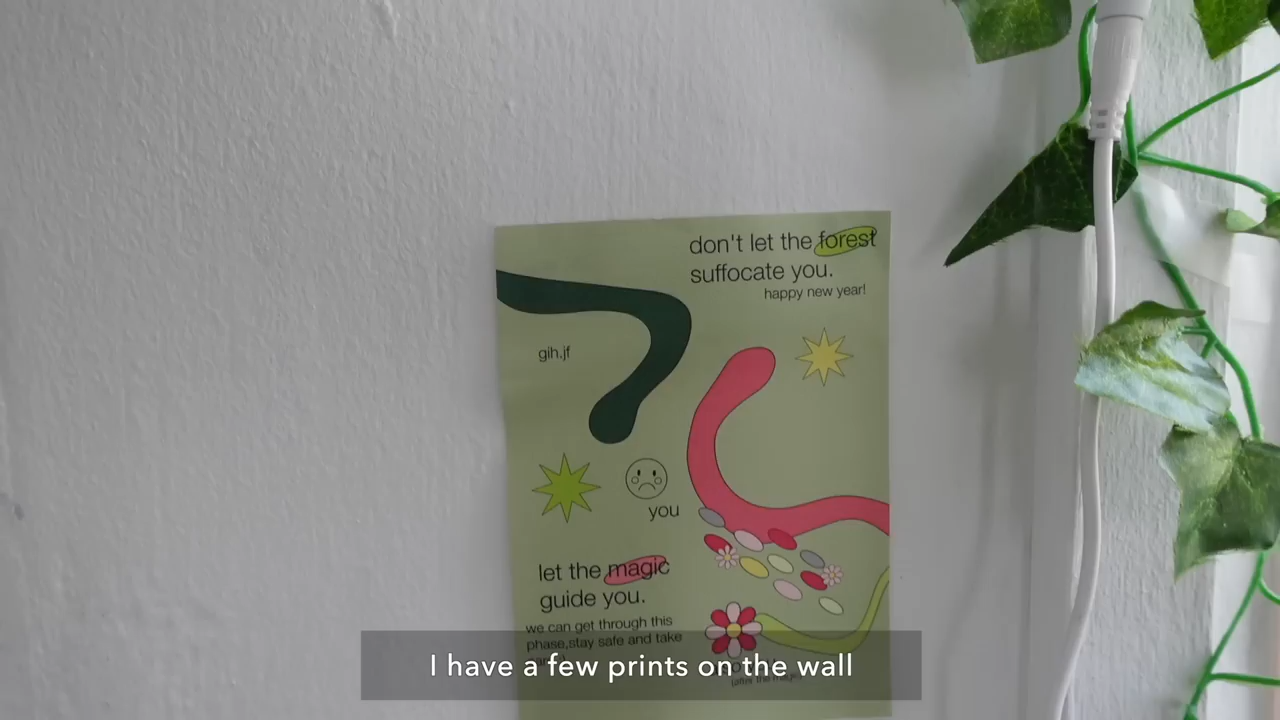 don't let the forest
suffocate you.
happy new year!
gih.jf
you
let the magic
guide you.
we can get through this
phase,stay safe and take
I have a few prints on the wall